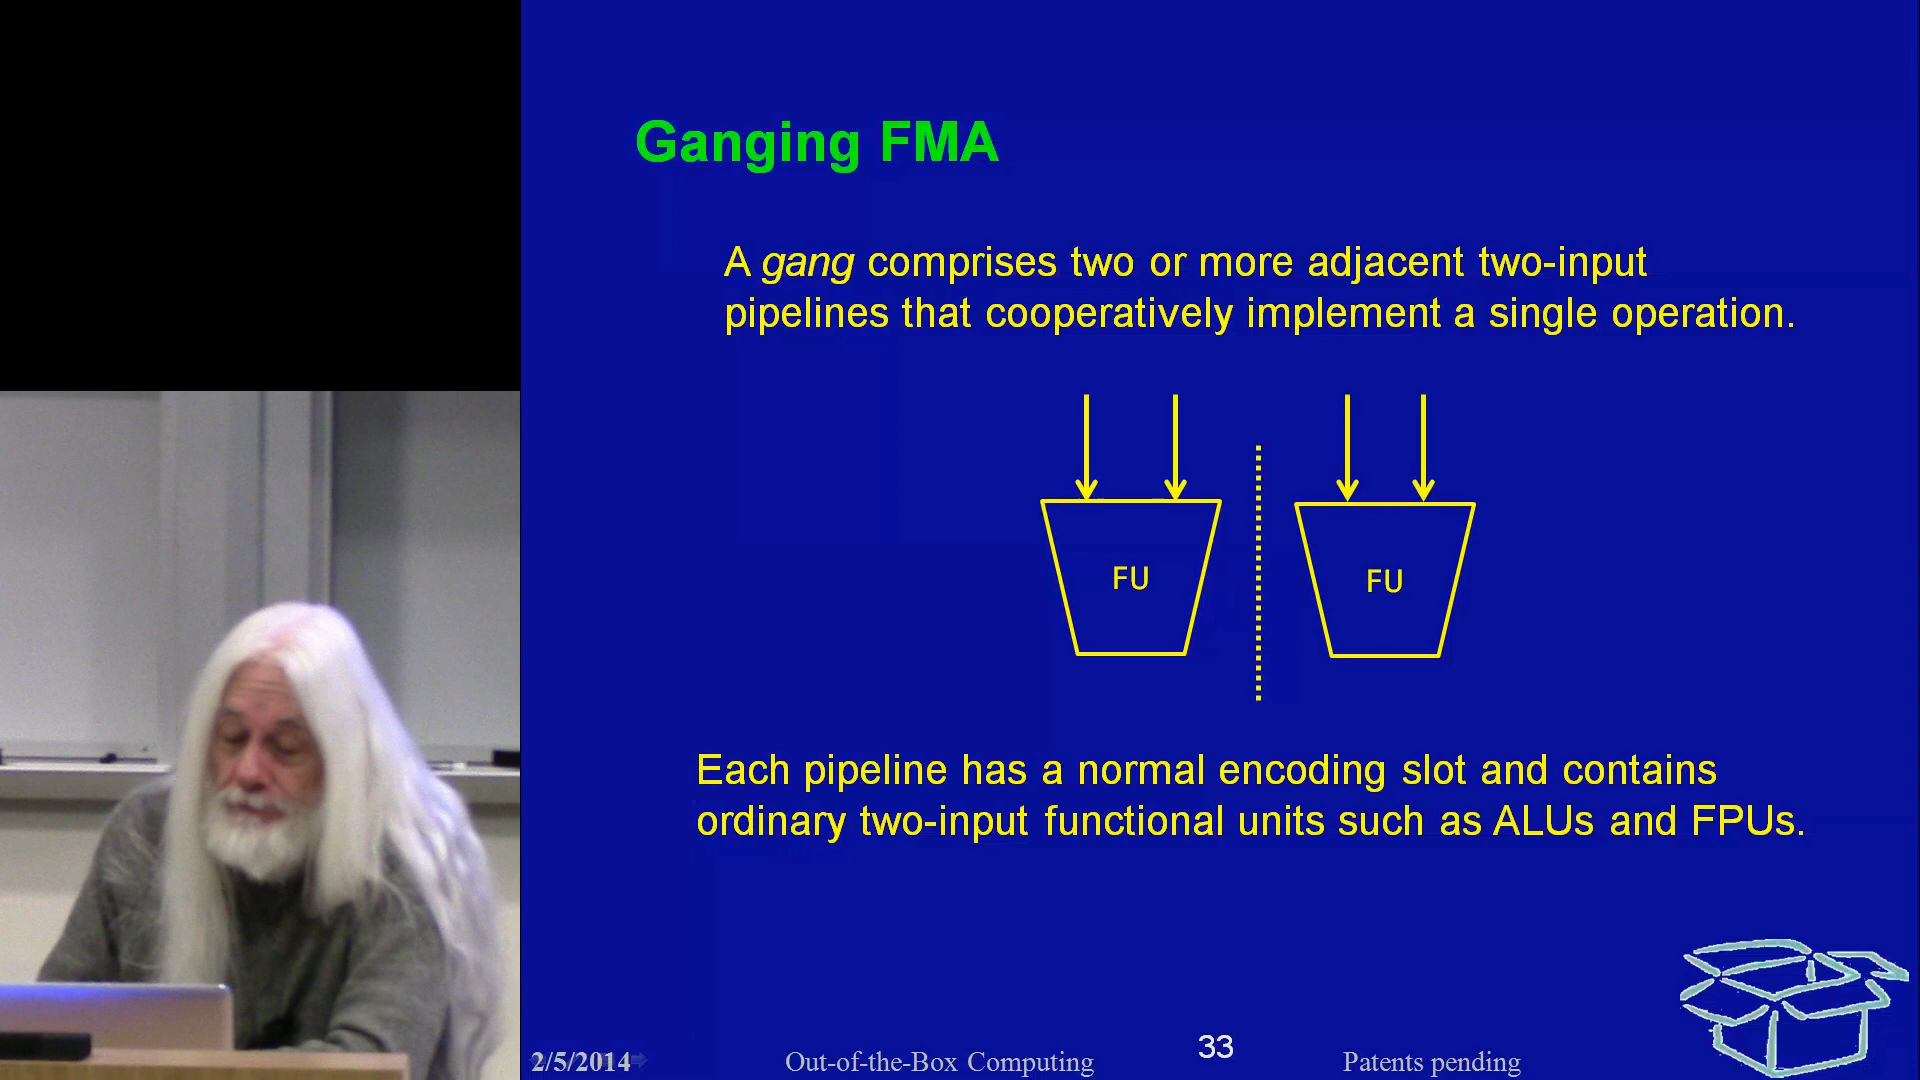 Ganging FMA
A gang comprises two or more adjacent two-input
pipelines that cooperatively implement a single operation.
FU
FU
Each pipeline has a normal encoding slot and contains
ordinary two-input functional units such as ALUs and FPUs.
2/5/2014
Out-of-the-Box Computing
33
Patents pending